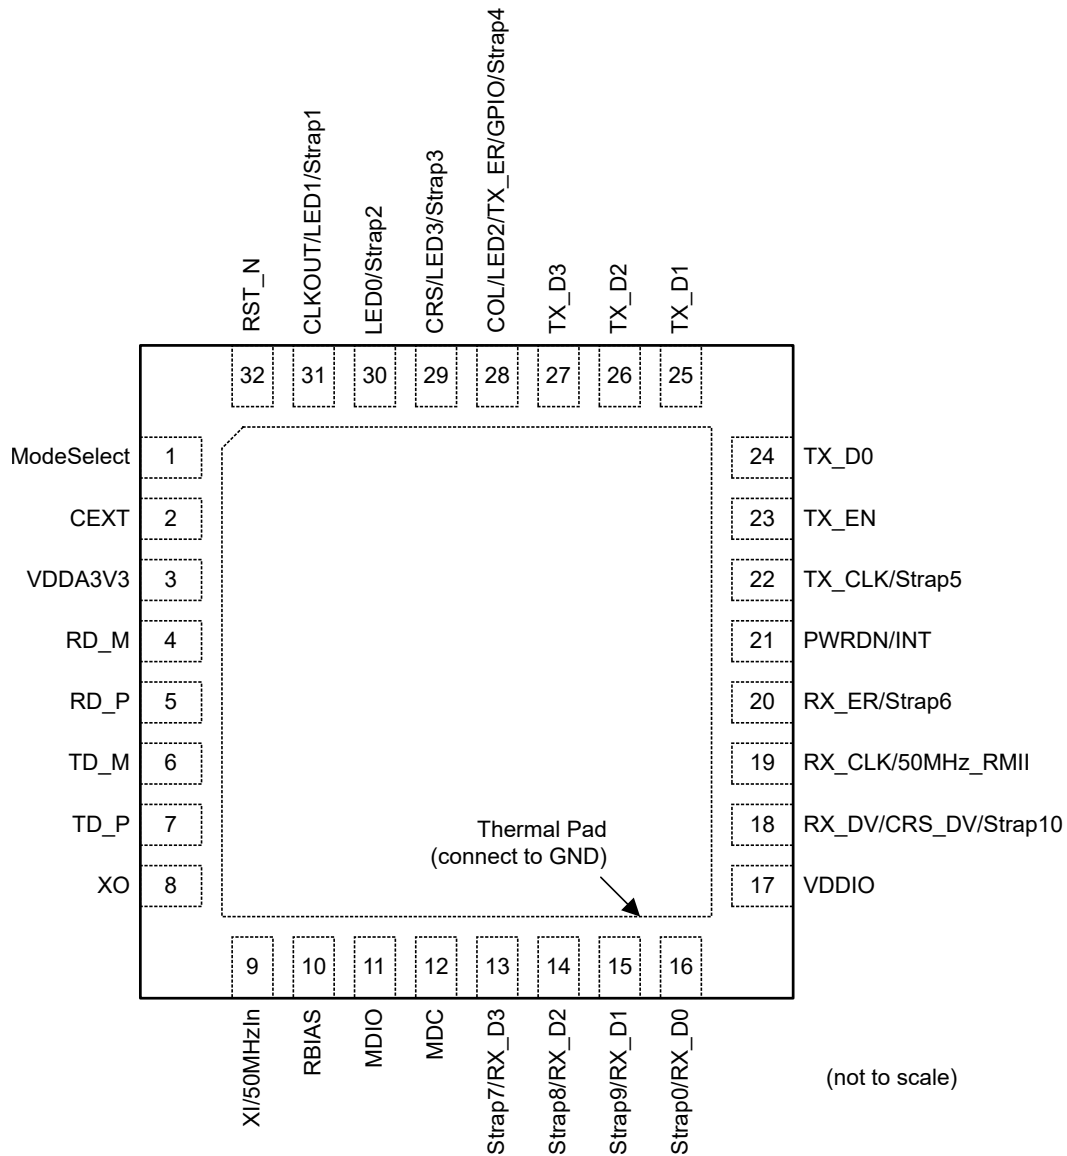 RST_N
CLKOUT/LED1/Strap1
LED0/Strap2
CRS/LED3/Strap3
COL/LED2/TX_ER/GPIO/Strap4
TX_D3
TX_D2
TX_D1
32
31
30
29
28
27
26
25
ModeSelect 1
CEXT 2
VDDA3V3 3
RD_M 4
RD_P 5
TD_M 6
TD_P 7
XO 8
24 TX_D0
23 TX_EN
22 TX_CLK/Strap5
21 PWRDN/INT
20 RX_ER/Strap6
19 RX_CLK/50MHz_RMII
18 RX_DV/CRS_DV/Strap10
17 VDDIO
Thermal Pad
(connect to GND)
9
10
11
12
13
14
15
16
XI/50MHzIn
RBIAS
MDIO
MDC
Strap7/RX_D3
Strap8/RX_D2
Strap9/RX_D1
Strap0/RX_D0
(not to scale)